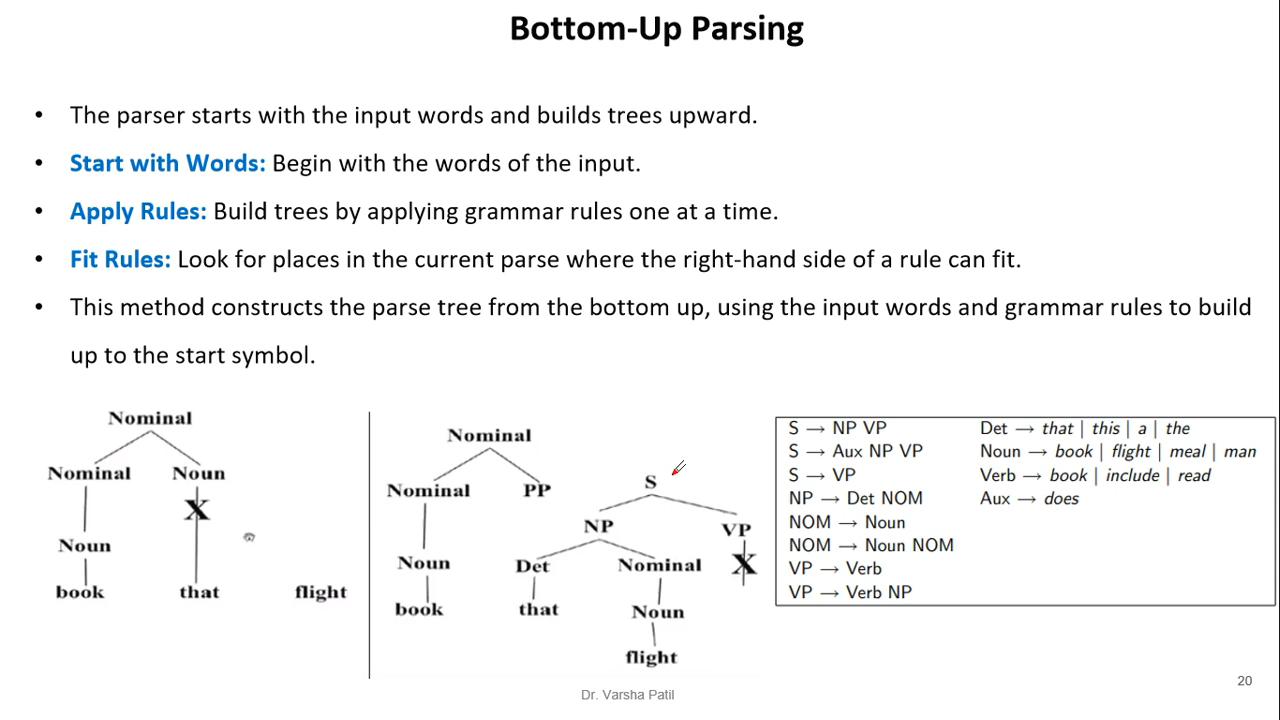 Bottom-Up Parsing
• The parser starts with the input words and builds trees upward.
• Start with Words: Begin with the words of the input.
• Apply Rules: Build trees by applying grammar rules one at a time.
• Fit Rules: Look for places in the current parse where the right-hand side of a rule can fit.
• This method constructs the parse tree from the bottom up, using the input words and grammar rules to build
up to the start symbol.
Nominal
Nominal Noun
X
Noun
book that flight
Nominal
Nominal PP
Noun
book
S
NP VP
X
Det Nominal
that Noun
flight
S → NP VP
S → Aux NP VP
S → VP
NP → Det NOM
NOM → Noun
NOM → Noun NOM
VP → Verb
VP → Verb NP
Det → that | this | a | the
Noun → book | flight | meal | man
Verb → book | include | read
Aux → does
Dr. Varsha Patil
20